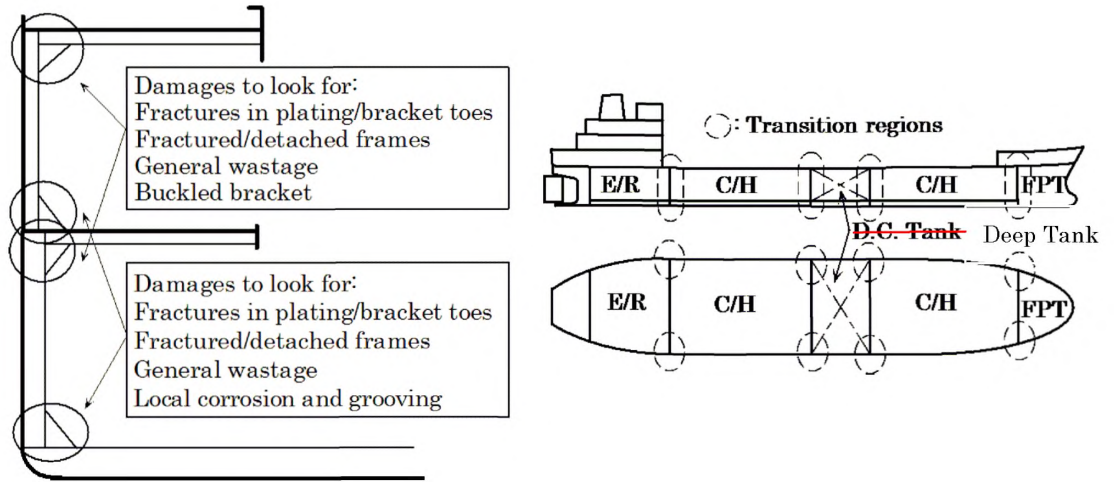 Damages to look for:
Fractures in plating/bracket toes
Fractured/detached frames
General wastage
Buckled bracket
Damages to look for:
Fractures in plating/bracket toes
Fractured/detached frames
General wastage
Local corrosion and grooving
: Transition regions
E/R C/H C/H FPT
D.C. Tank Deep Tank
E/R C/H C/H FPT